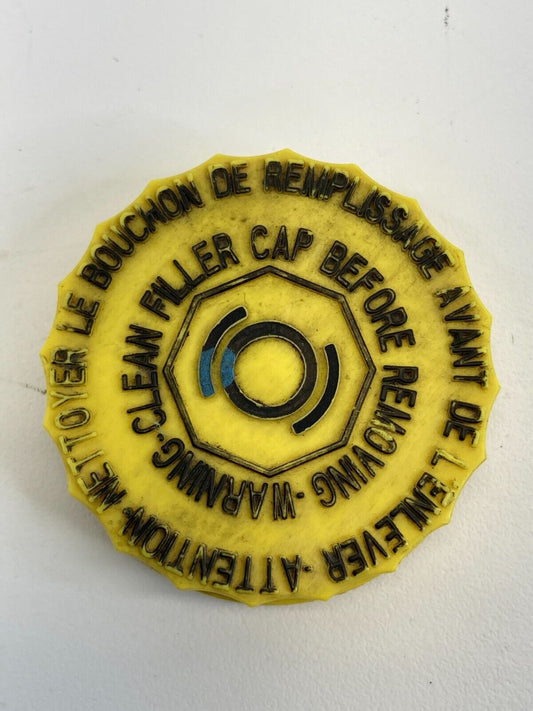 ATTENTION- NETTOYER LE BOUCHON DE REMPLISSAGE AVANT DE L'ENLEVER -
WARNING-CLEAN FILLER CAP BEFORE REMOVING -